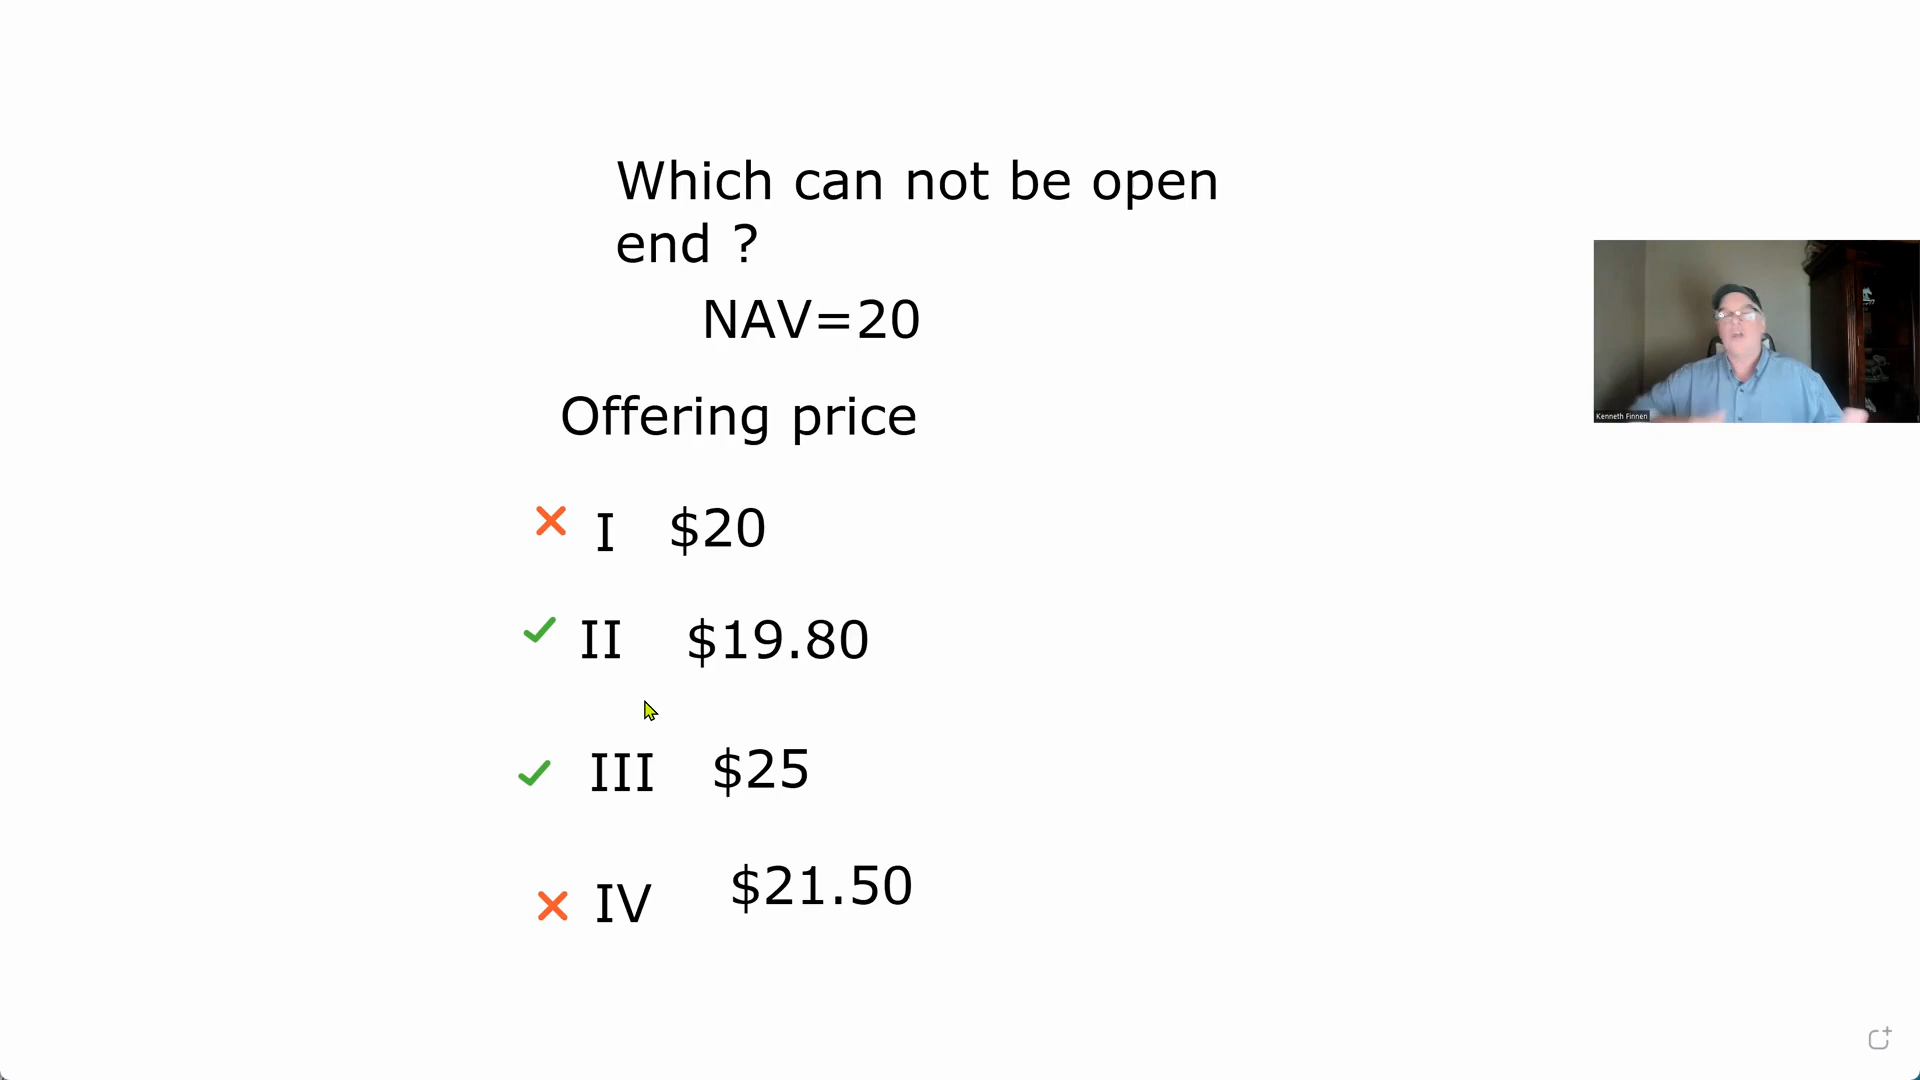 Which can not be open
end ?
NAV=20
Offering price
I $20
II $19.80
III $25
IV $21.50
Kenneth Finnen